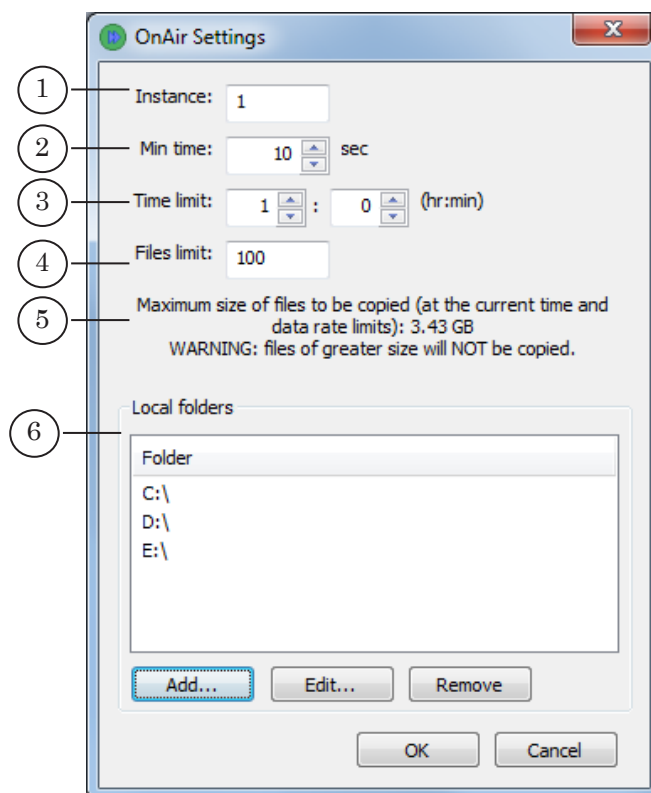 OnAir Settings
1
Instance: 1
2
Min time: 10 sec
3
Time limit: 1 : 0 (hr:min)
4
Files limit: 100
5
Maximum size of files to be copied (at the current time and
data rate limits): 3.43 GB
WARNING: files of greater size will NOT be copied.
Local folders
6
Folder
C:\
D:\
E:\
Add... Edit... Remove
OK Cancel